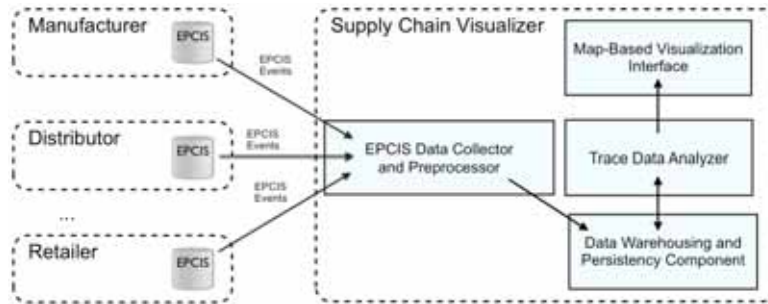 Manufacturer
EPCIS
EPCIS
Events
Distributor
EPCIS
EPCIS
Events
...
Retailer
EPCIS
EPCIS
Events
Supply Chain Visualizer
EPCIS Data Collector
and Preprocessor
Map-Based Visualization
Interface
Trace Data Analyzer
Data Warehousing and
Persistency Component